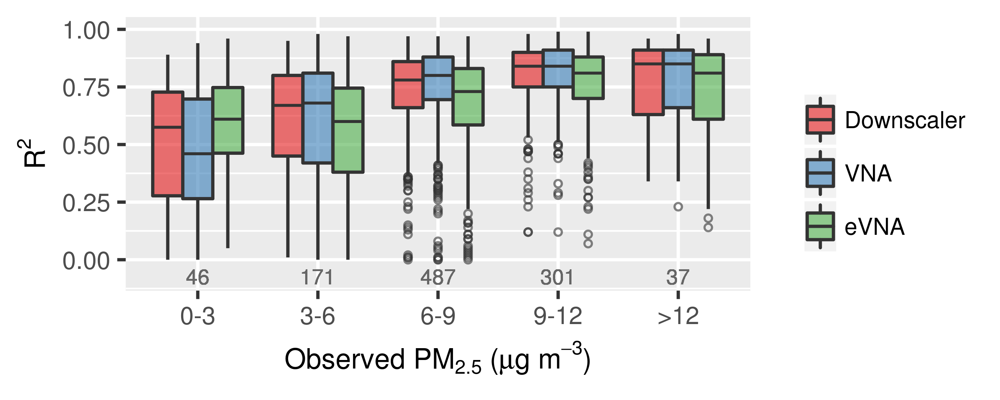 R²
1.00
0.75
0.50
0.25
0.00
46 171 487 301 37
0-3 3-6 6-9 9-12 >12
Observed PM₂.₅ (µg m⁻³)
Downscaler
VNA
eVNA